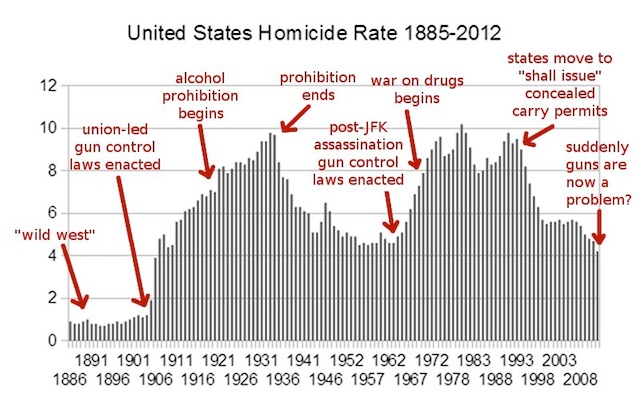 United States Homicide Rate 1885-2012
states move to
"shall issue"
concealed
carry permits
alcohol
prohibition
begins
prohibition
ends
war on drugs
begins
union-led
gun control
laws enacted
post-JFK
assassination
gun control
laws enacted
suddenly
guns are
now a
problem?
"wild west"
12
10
8
6
4
2
0
1891 1901 1911 1921 1931 1941 1952 1962 1972 1983 1993 2003
1886 1896 1906 1916 1926 1936 1946 1957 1967 1978 1988 1998 2008